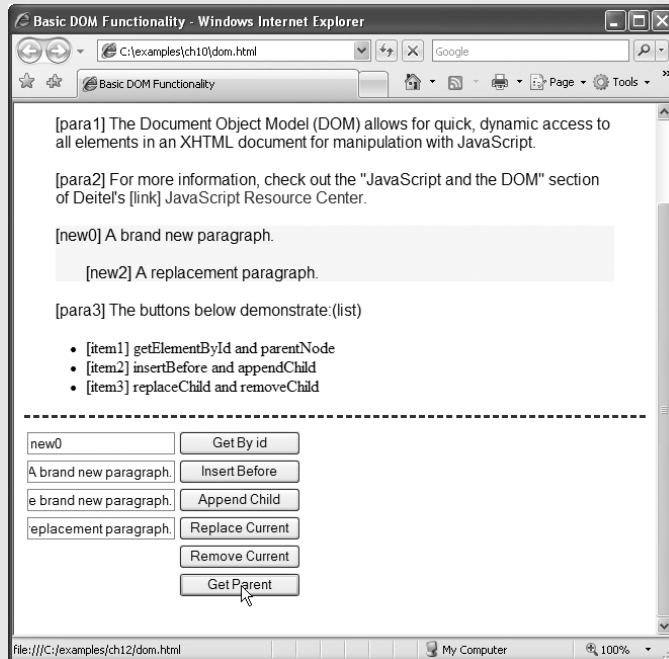 Basic DOM Functionality - Windows Internet Explorer
C:\examples\ch10\dom.html
Google
Basic DOM Functionality
Page
Tools
»
[para1] The Document Object Model (DOM) allows for quick, dynamic access to
all elements in an XHTML document for manipulation with JavaScript.
[para2] For more information, check out the "JavaScript and the DOM" section
of Deitel's [link] JavaScript Resource Center.
[new0] A brand new paragraph.
[new2] A replacement paragraph.
[para3] The buttons below demonstrate:(list)
• [item1] getElementById and parentNode
• [item2] insertBefore and appendChild
• [item3] replaceChild and removeChild
new0
Get By id
A brand new paragraph.
Insert Before
e brand new paragraph.
Append Child
replacement paragraph.
Replace Current
Remove Current
Get Parent
file:///C:/examples/ch12/dom.html
My Computer
100%